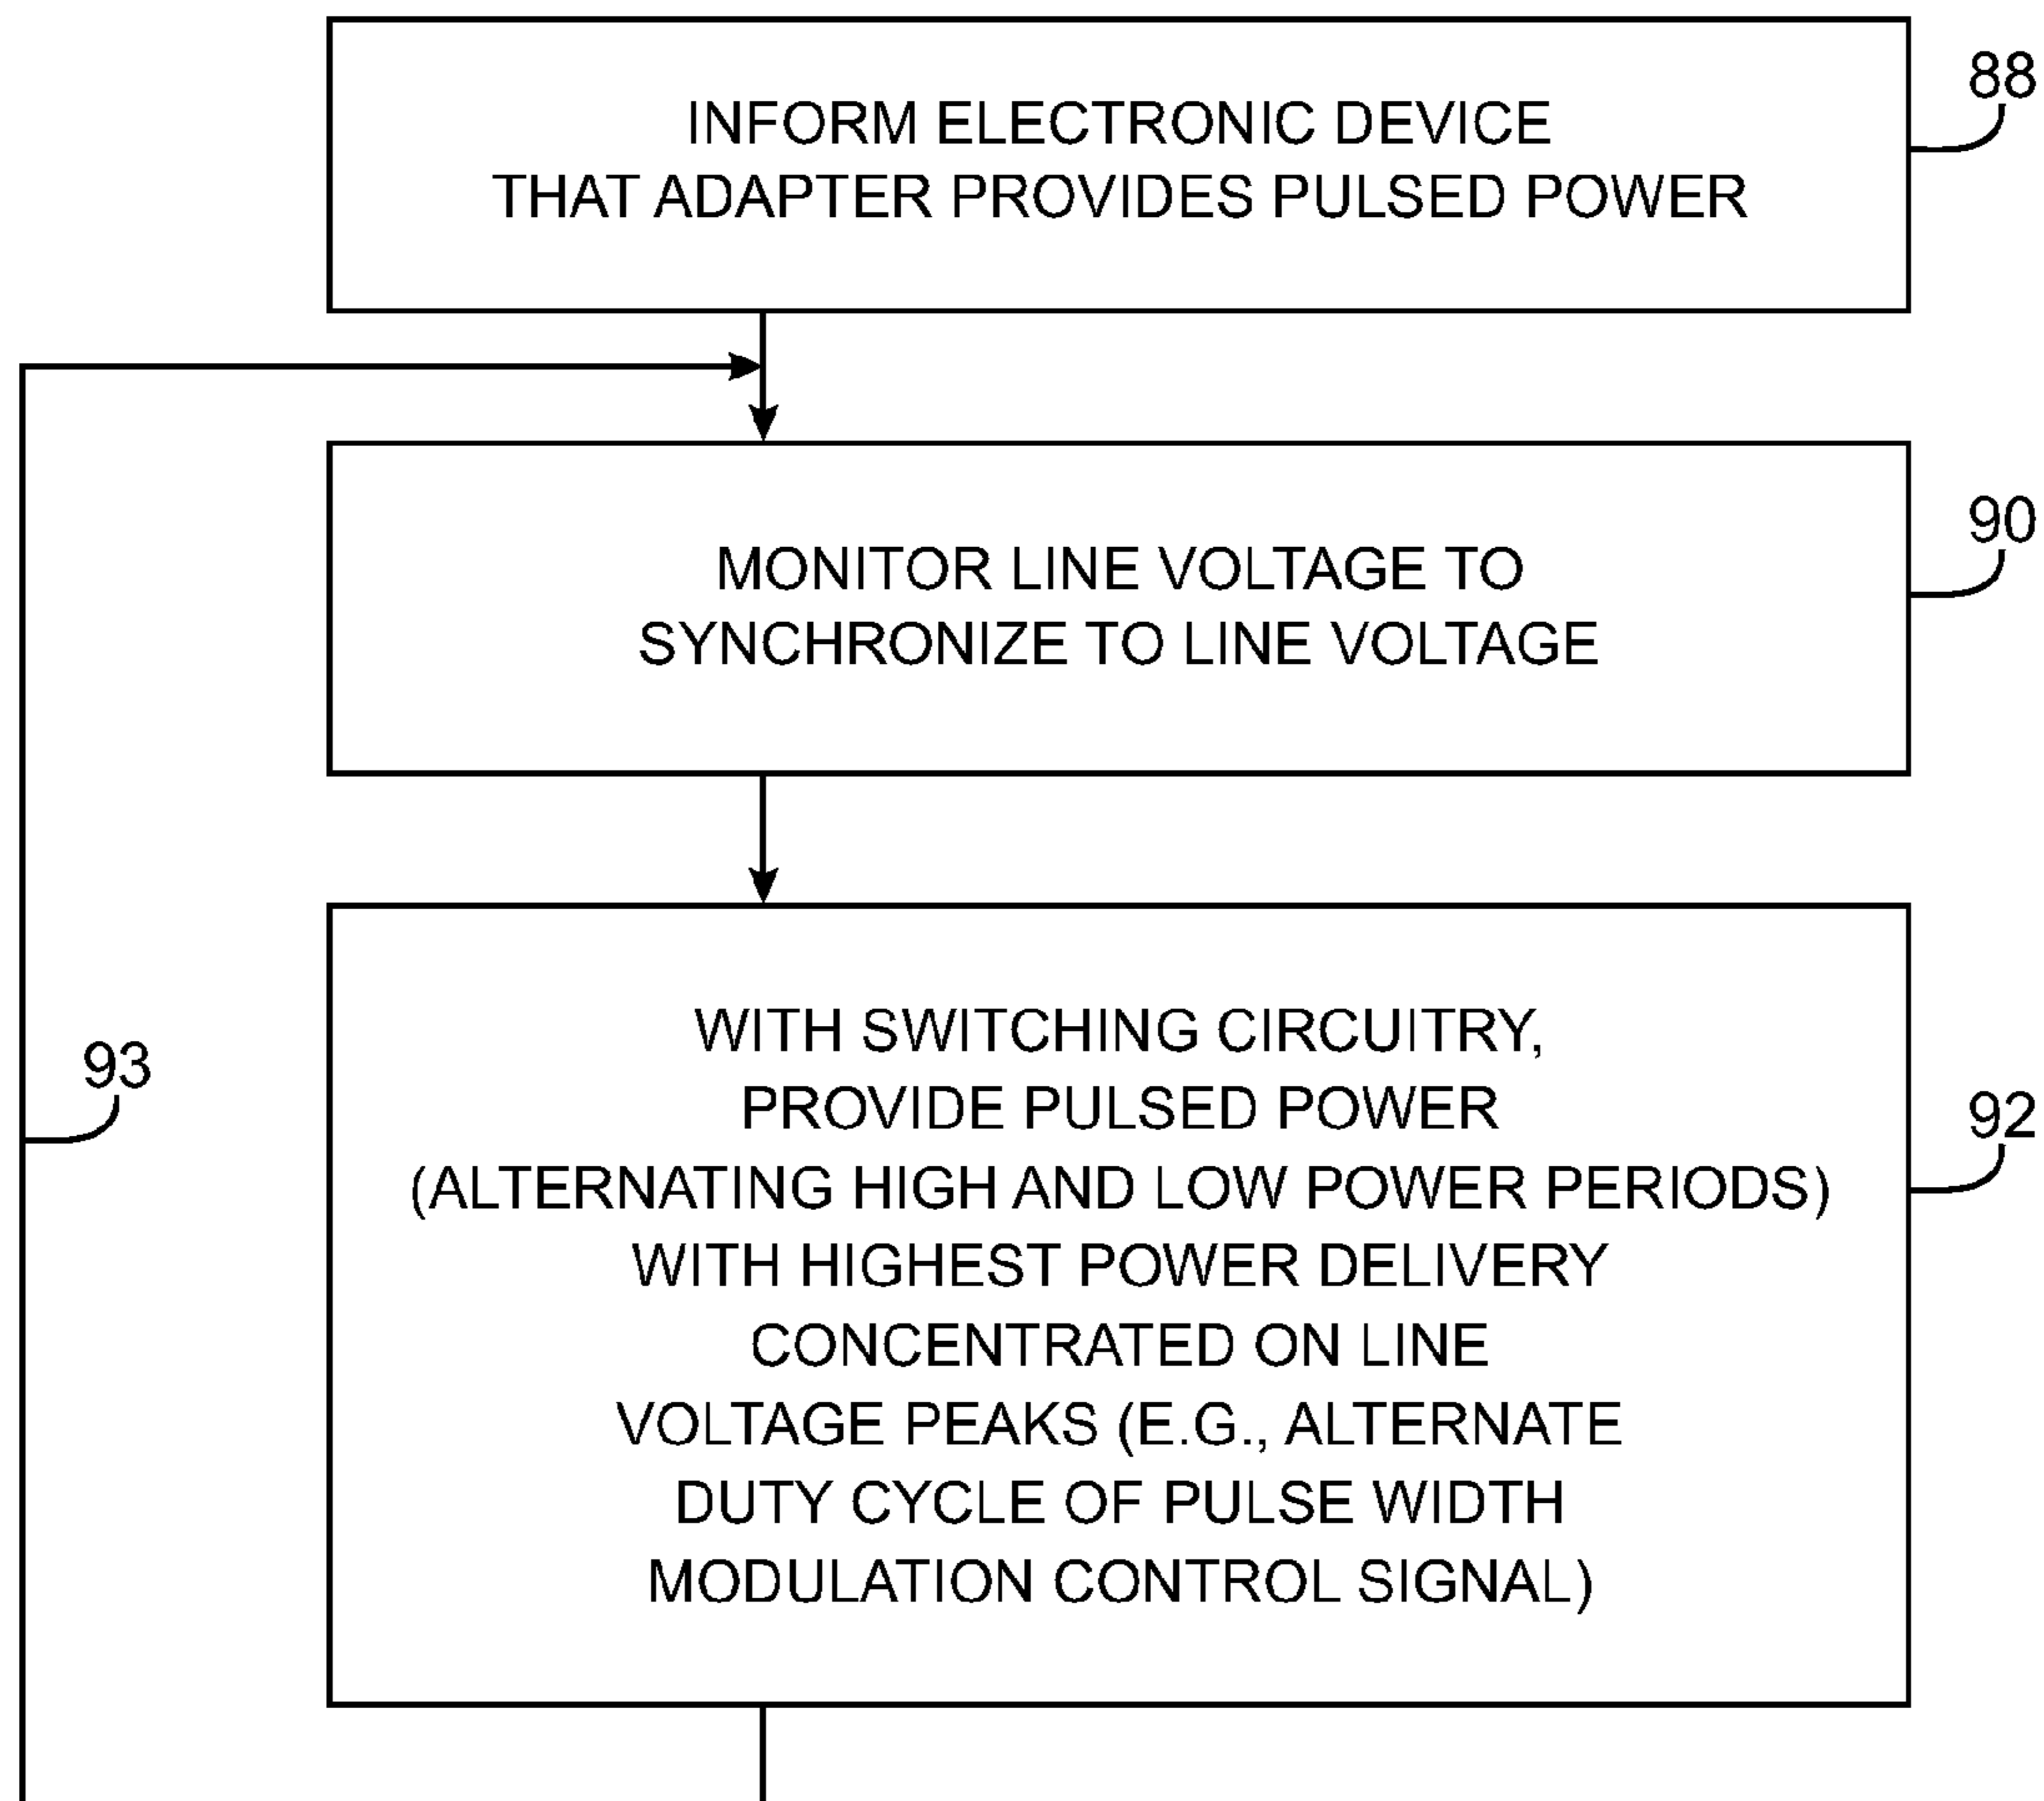 88
INFORM ELECTRONIC DEVICE
THAT ADAPTER PROVIDES PULSED POWER
90
MONITOR LINE VOLTAGE TO
SYNCHRONIZE TO LINE VOLTAGE
93
92
WITH SWITCHING CIRCUITRY,
PROVIDE PULSED POWER
(ALTERNATING HIGH AND LOW POWER PERIODS)
WITH HIGHEST POWER DELIVERY
CONCENTRATED ON LINE
VOLTAGE PEAKS (E.G., ALTERNATE
DUTY CYCLE OF PULSE WIDTH
MODULATION CONTROL SIGNAL)